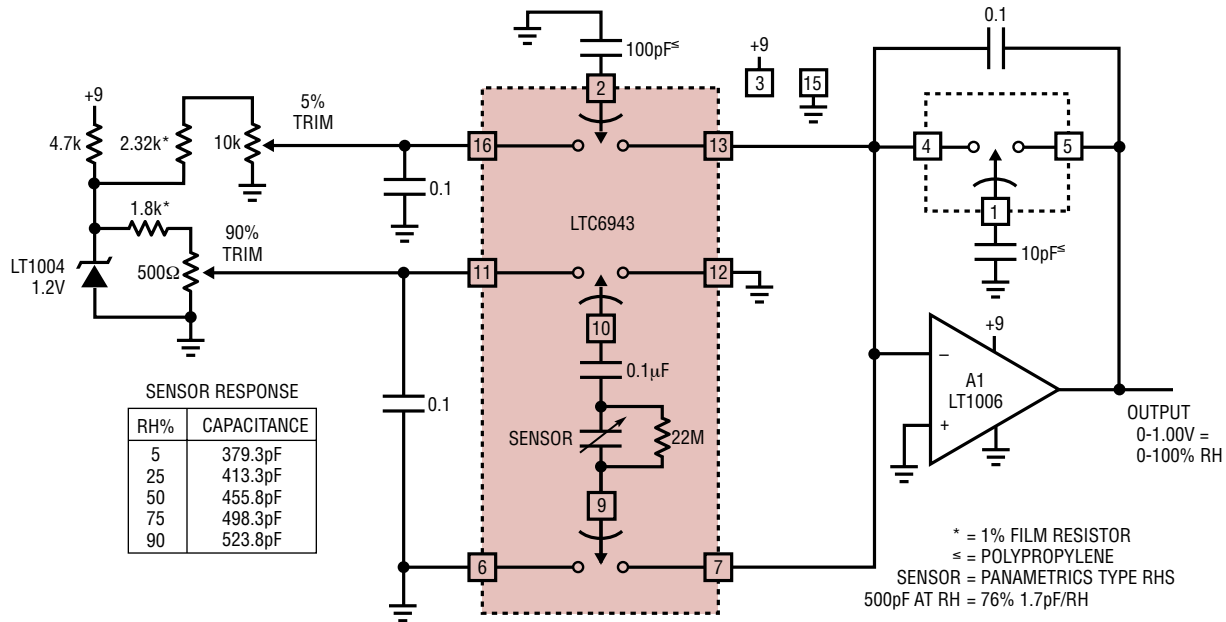 0.1
100pF≤
+9
3
15
2
+9
4.7k
2.32k*
10k
5%
TRIM
16
13
4
5
0.1
1
1.8k*
LTC6943
90%
TRIM
10pF≤
LT1004
1.2V
500Ω
11
12
10
+9
0.1µF
A1
LT1006
–
+
SENSOR RESPONSE
0.1
RH% CAPACITANCE
5 379.3pF
25 413.3pF
50 455.8pF
75 498.3pF
90 523.8pF
SENSOR
22M
OUTPUT
0-1.00V =
0-100% RH
9
6
7
* = 1% FILM RESISTOR
≤ = POLYPROPYLENE
SENSOR = PANAMETRICS TYPE RHS
500pF AT RH = 76% 1.7pF/RH